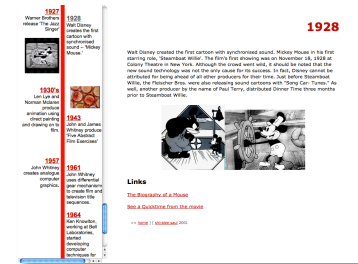 1927
Warner Brothers
release 'The Jazz
Singer'
1928
Walt Disney
creates the first
cartoon with
synchronised
sound – 'Mickey
Mouse.'
1930's
Len Lye and
Norman Mclaren
produce
animation using
direct painting
and drawing on to
film.
1943
John and James
Whitney produce
'Five Abstract
Film Exercises'
1957
John Whitney
creates analogue
computer
graphics.
1961
John Whitney
uses differential
gear mechanism
to create film and
television title
sequences.
1964
Ken Knowlton,
working at Bell
Laboratories,
started
developing
computer
techniques for
1928
Walt Disney created the first cartoon with synchronised sound. Mickey Mouse in his first
starring role, "Steamboat Willie". The film's first showing was on November 18, 1928 at
Colony Theatre in New York. Although the crowd went wild, it should be noted that the
new sound technology was not the only cause for its success. In fact, Disney cannot be
attributed for being ahead of all other producers for their time. Just before Steamboat
Willie, the Fleischer Bros. were also releasing sound cartoons with "Song Car- Tunes." As
well, another producer by the name of Paul Terry, distributed Dinner Time three months
prior to Steamboat Willie.
Links
The Biography of a Mouse
See a Quicktime from the movie
<< home ||
2002